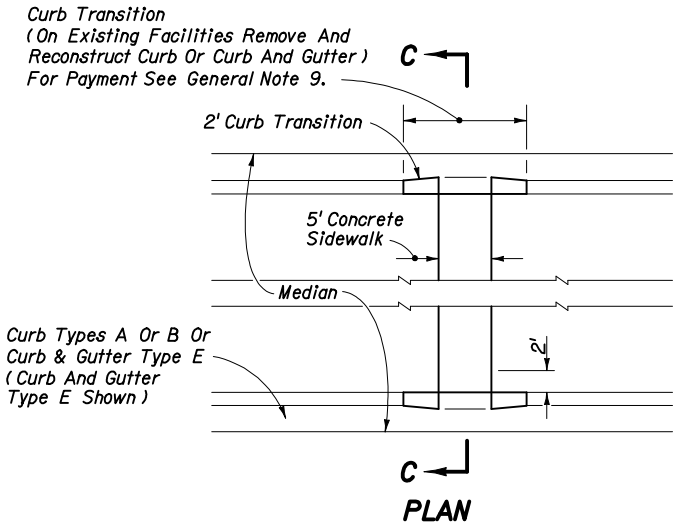 Curb Transition
(On Existing Facilities Remove And
Reconstruct Curb Or Curb And Gutter)
For Payment See General Note 9.
C
2' Curb Transition
5' Concrete
Sidewalk
Median
Curb Types A Or B Or
Curb & Gutter Type E
(Curb And Gutter
Type E Shown)
2'
C
PLAN